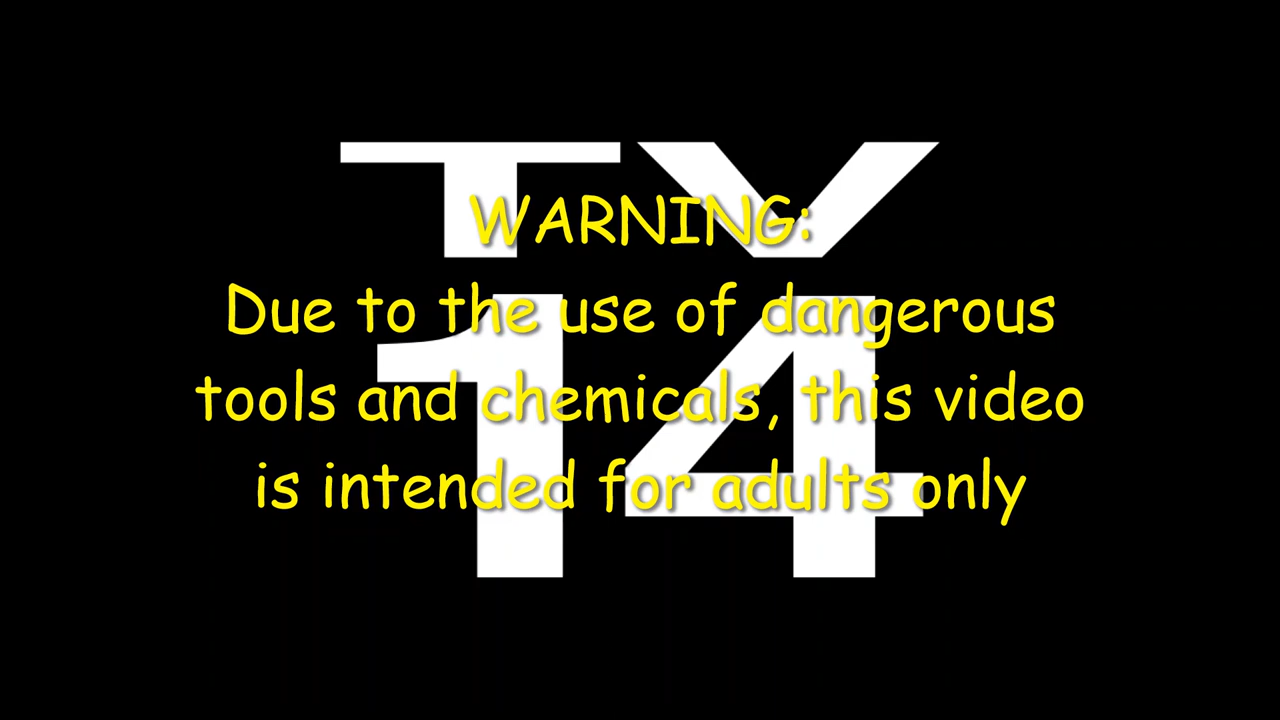 TV
WARNING:
Due to the use of dangerous
14
tools and chemicals, this video
is intended for adults only